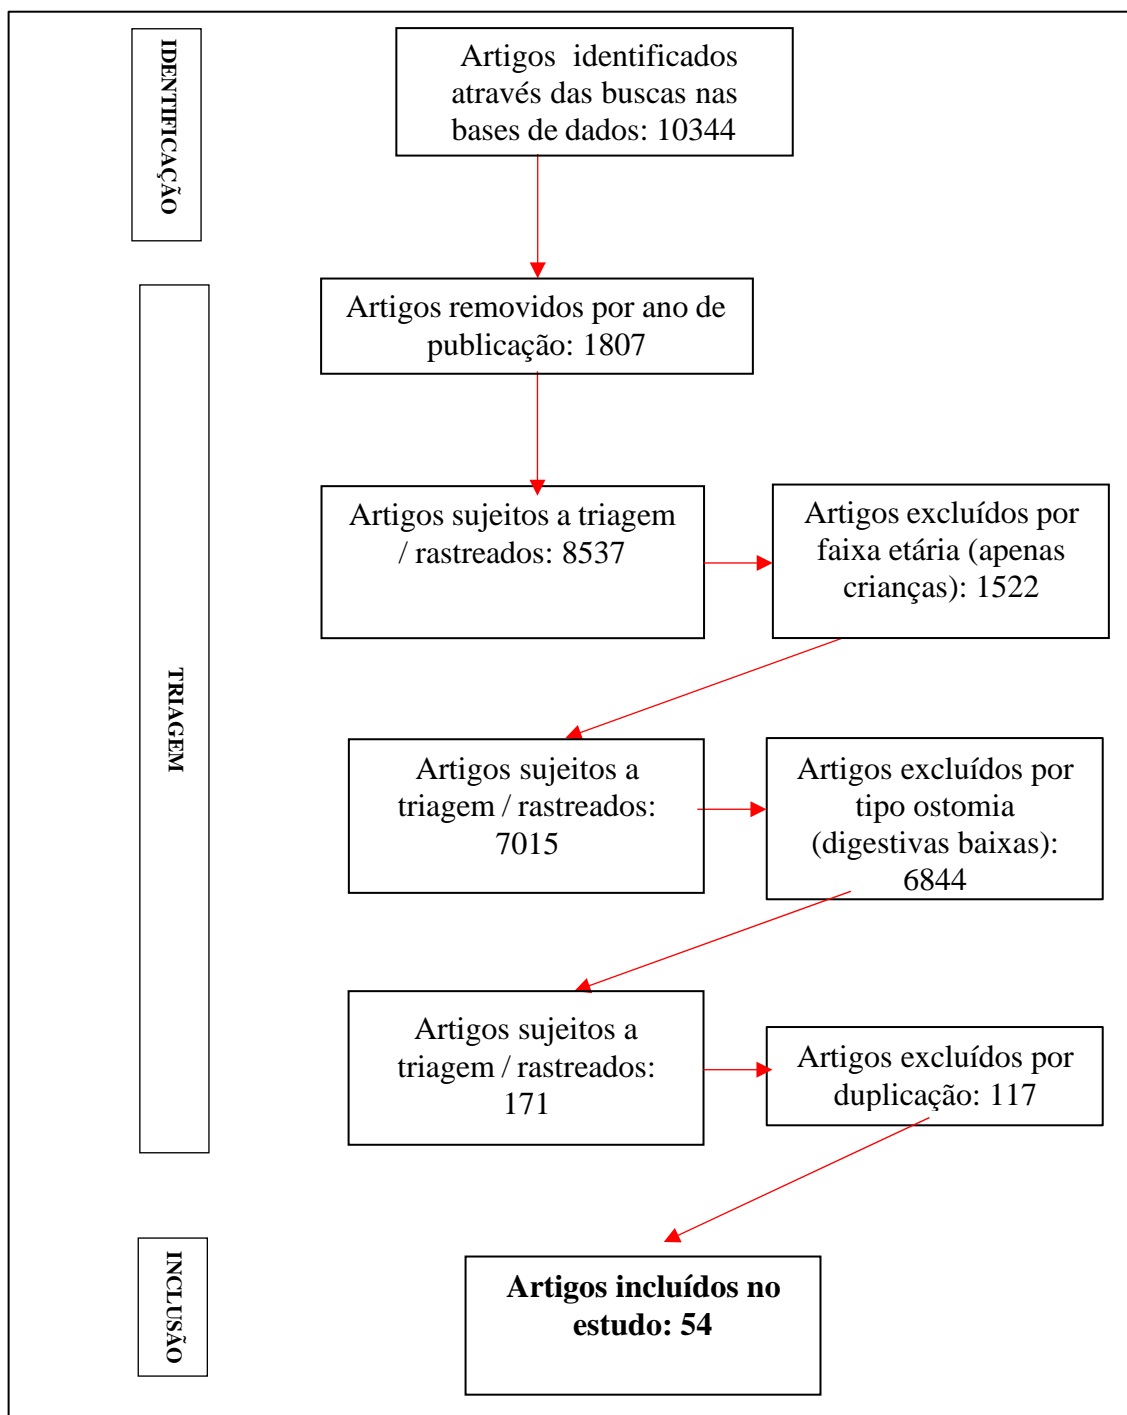 IDENTIFICAÇÃO
Artigos identificados
através das buscas nas
bases de dados: 10344
TRIAGEM
Artigos removidos por ano de
publicação: 1807
Artigos sujeitos a triagem
/ rastreados: 8537
Artigos excluídos por
faixa etária (apenas
crianças): 1522
Artigos sujeitos a
triagem / rastreados:
7015
Artigos excluídos por
tipo ostomia
(digestivas baixas):
6844
Artigos sujeitos a
triagem / rastreados:
171
Artigos excluídos por
duplicação: 117
INCLUSÃO
Artigos incluídos no
estudo: 54